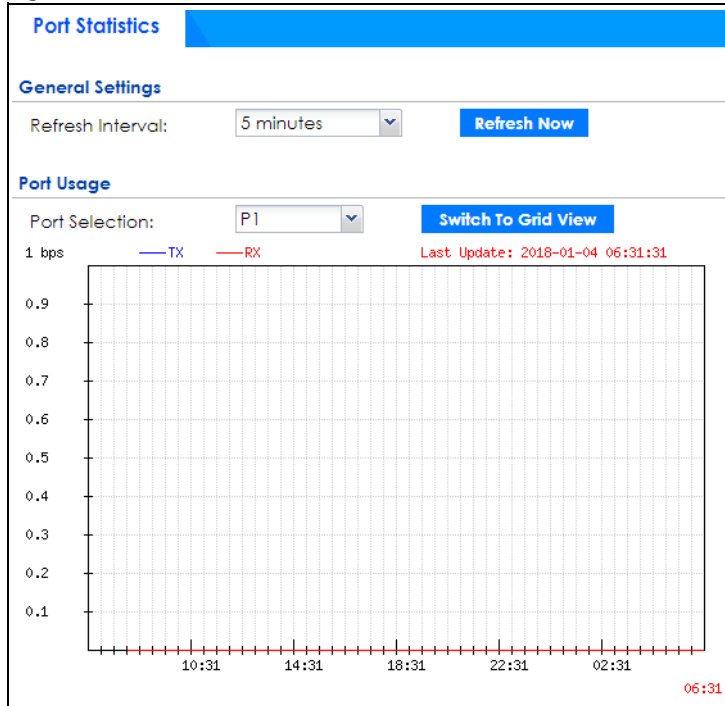 Port Statistics
General Settings
Refresh Interval: 5 minutes Refresh Now
Port Usage
Port Selection: P1 Switch To Grid View
1 bps TX RX Last Update: 2018-01-04 06:31:31
0.9
0.8
0.7
0.6
0.5
0.4
0.3
0.2
0.1
10:31 14:31 18:31 22:31 02:31
06:31